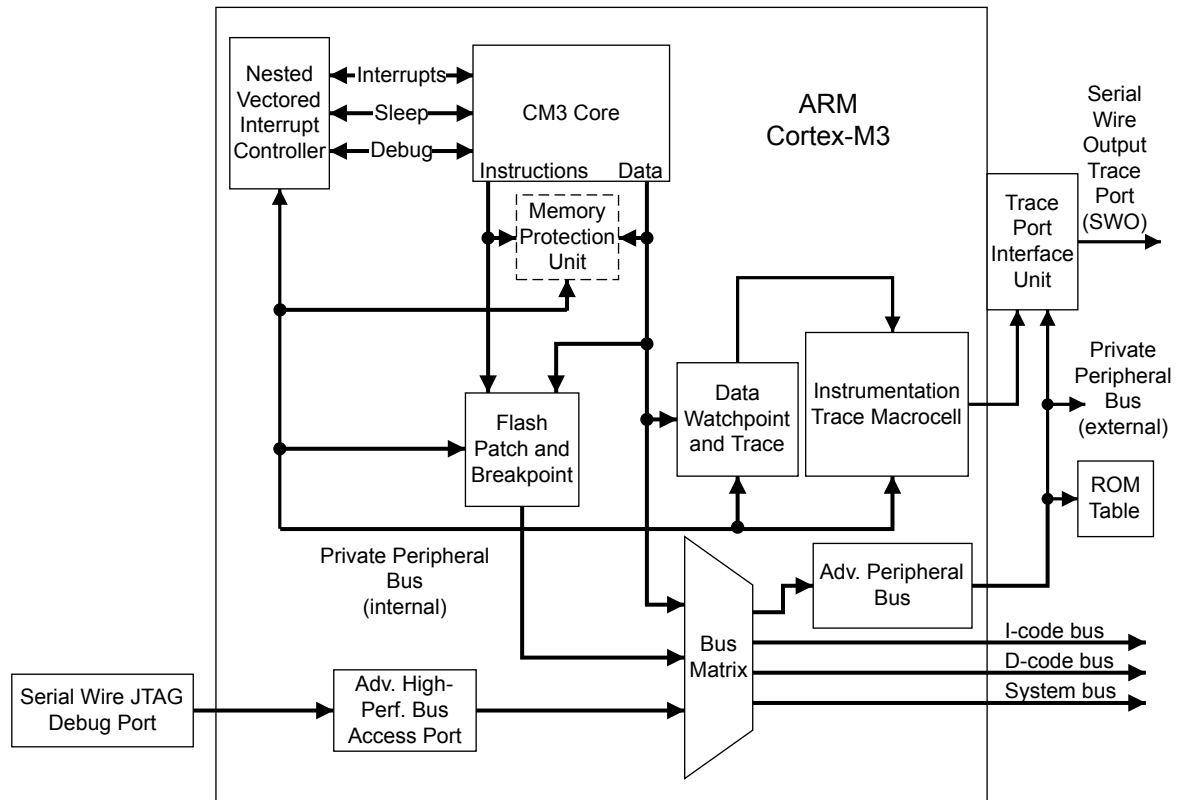 Nested
Vectored
Interrupt
Controller
Interrupts
Sleep
Debug
CM3 Core
Instructions
Data
ARM
Cortex-M3
Memory
Protection
Unit
Serial
Wire
Output
Trace
Port
(SWO)
Trace
Port
Interface
Unit
Private
Peripheral
Bus
(external)
Flash
Patch and
Breakpoint
Data
Watchpoint
and Trace
Instrumentation
Trace Macrocell
ROM
Table
Private Peripheral
Bus
(internal)
Adv. Peripheral
Bus
Bus
Matrix
I-code bus
D-code bus
System bus
Serial Wire JTAG
Debug Port
Adv. High-
Perf. Bus
Access Port